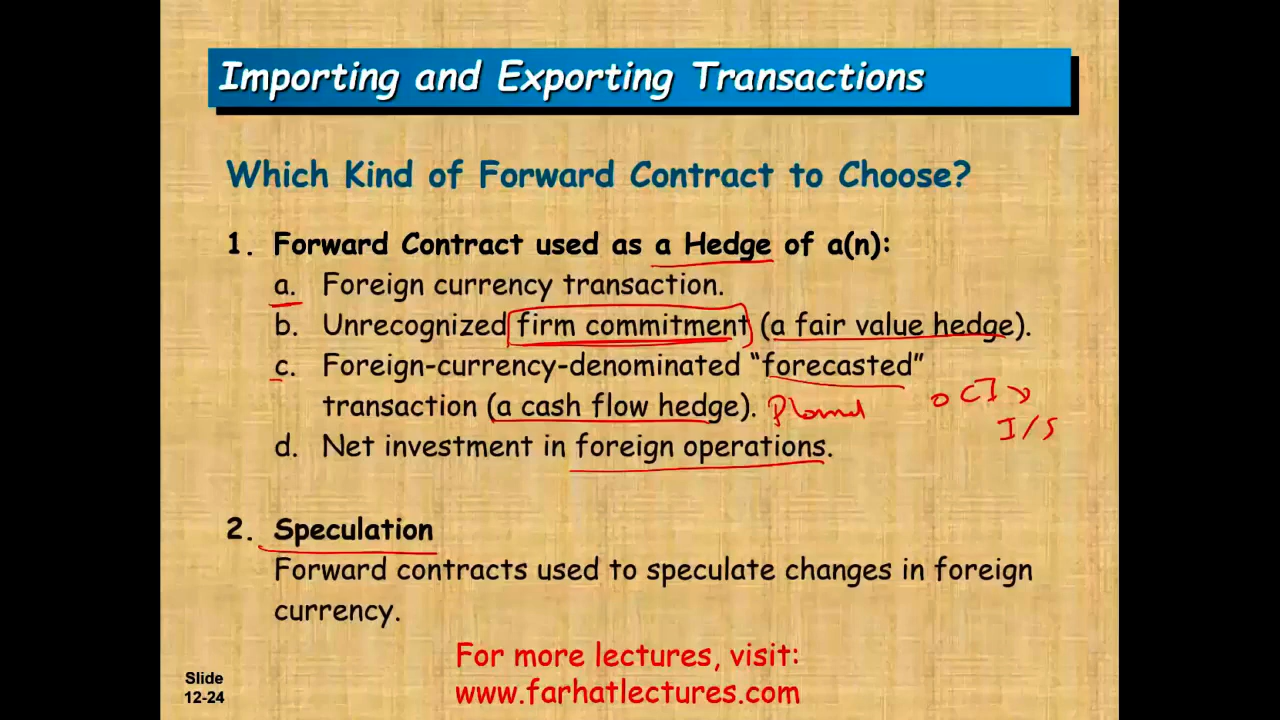 Importing and Exporting Transactions
Which Kind of Forward Contract to Choose?
1. Forward Contract used as a Hedge of a(n):
a. Foreign currency transaction.
b. Unrecognized firm commitment (a fair value hedge).
c. Foreign-currency-denominated “forecasted”
transaction (a cash flow hedge). OCI
I/S
d. Net investment in foreign operations.
2. Speculation
Forward contracts used to speculate changes in foreign
currency.
For more lectures, visit:
www.farhatlectures.com
Slide
12-24